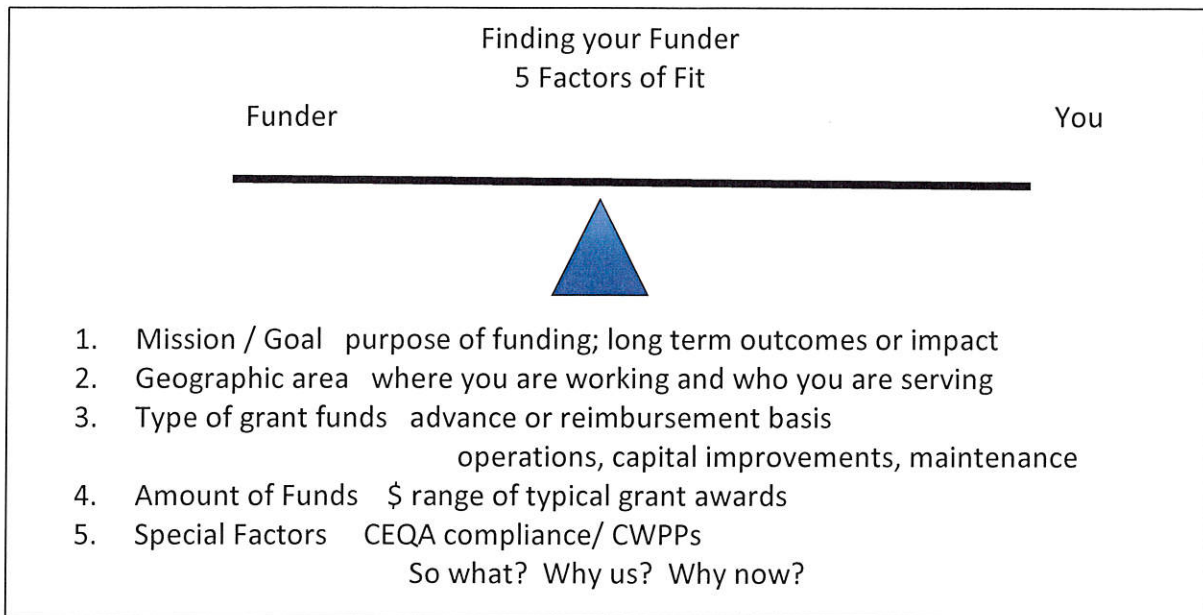 Finding your Funder
5 Factors of Fit
Funder You
1. Mission / Goal purpose of funding; long term outcomes or impact
2. Geographic area where you are working and who you are serving
3. Type of grant funds advance or reimbursement basis
operations, capital improvements, maintenance
4. Amount of Funds $ range of typical grant awards
5. Special Factors CEQA compliance/ CWPPs
So what? Why us? Why now?